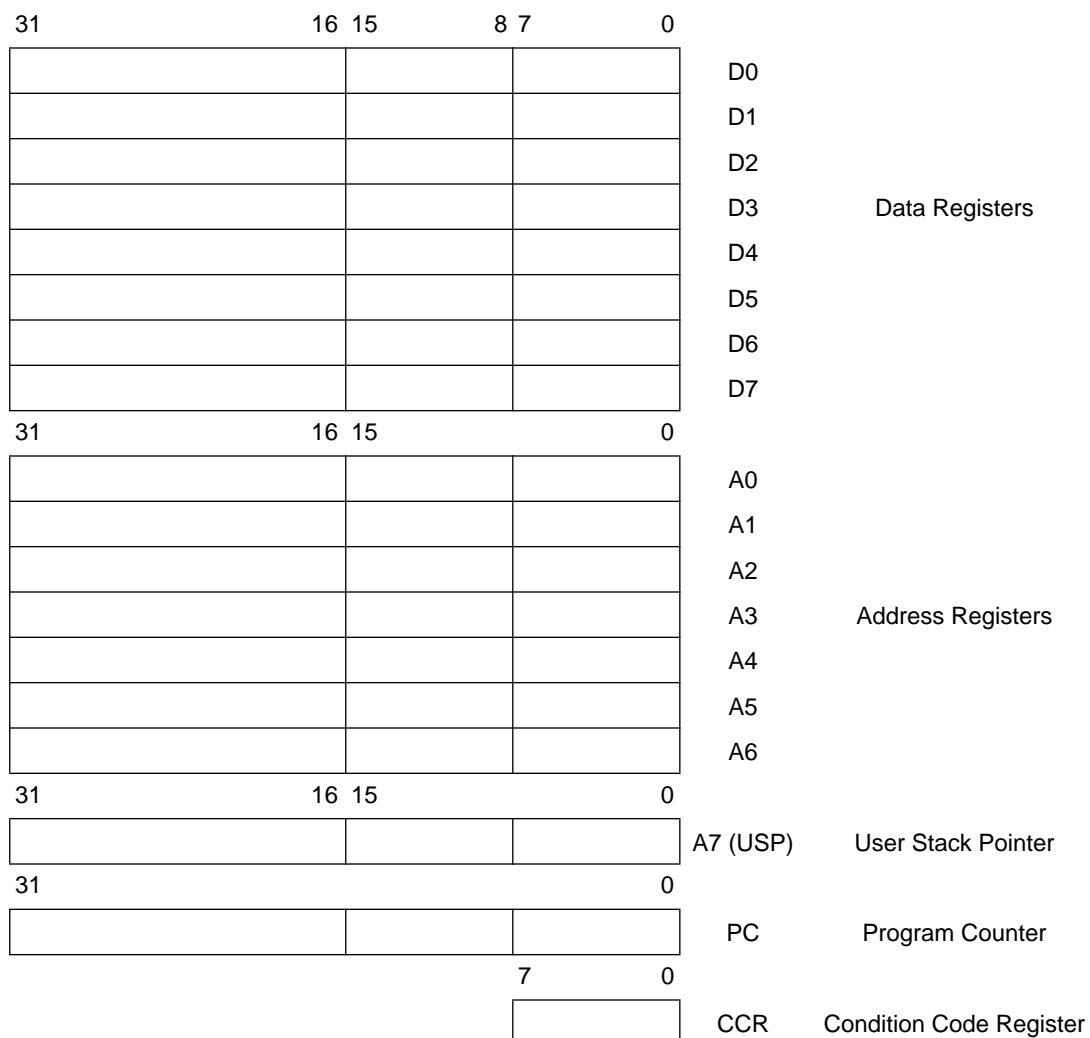 31 16 15 8 7 0
D0
D1
D2
D3 Data Registers
D4
D5
D6
D7
31 16 15 0
A0
A1
A2
A3 Address Registers
A4
A5
A6
31 16 15 0
A7 (USP) User Stack Pointer
31 0
PC Program Counter
7 0
CCR Condition Code Register